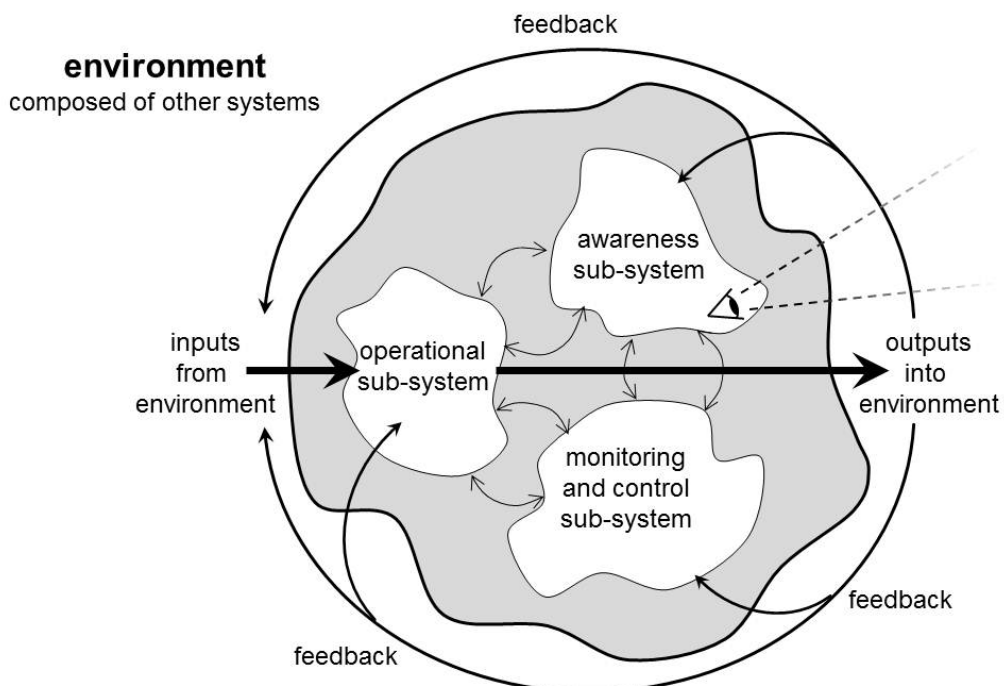 feedback
environment
composed of other systems
awareness
sub-system
inputs
from
environment
operational
sub-system
outputs
into
environment
monitoring
and control
sub-system
feedback
feedback